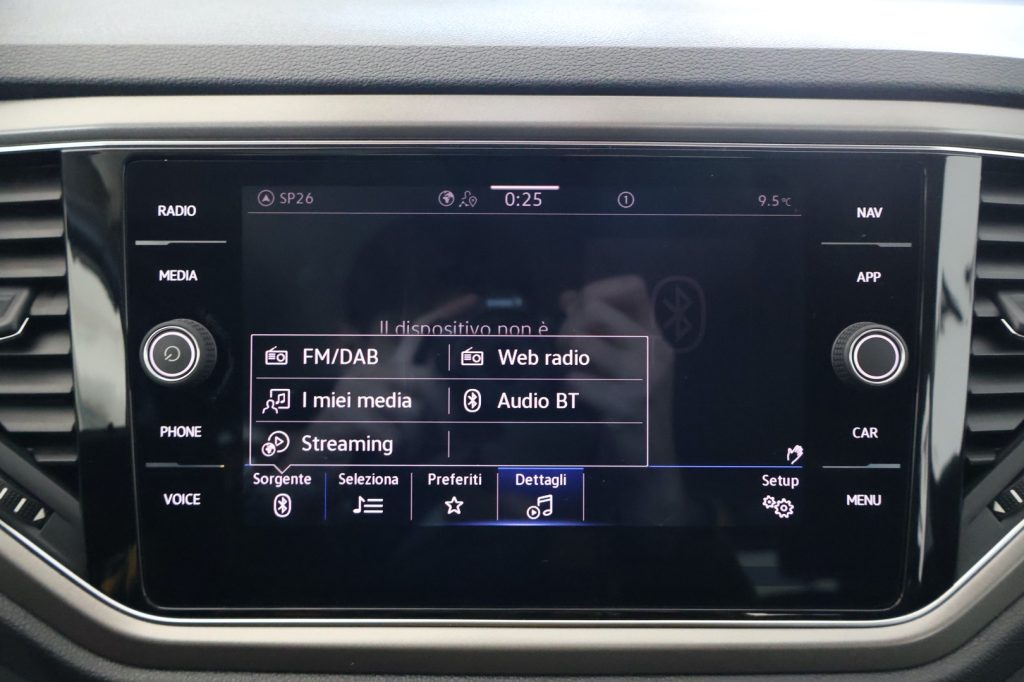 RADIO
MEDIA
PHONE
VOICE
SP26
0:25
1
9.5°C
Il dispositivo non è
FM/DAB
Web radio
I miei media
Audio BT
Streaming
Sorgente
Seleziona
Preferiti
Dettagli
Setup
NAV
APP
CAR
MENU